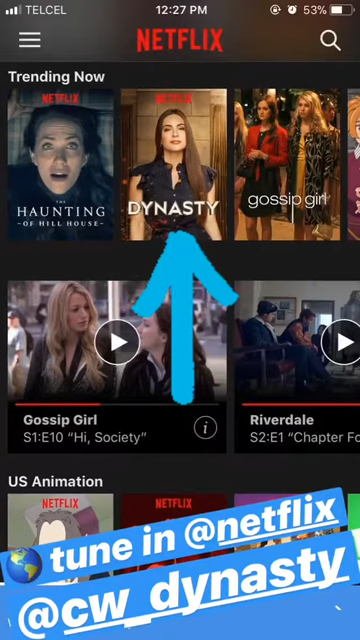 TELCEL 12:27 PM 53%
NETFLIX
Trending Now
NETFLIX
THE
HAUNTING
OF HILL HOUSE
NETFLIX
DYNASTY
gossip girl
Gossip Girl
S1:E10 “Hi, Society”
Riverdale
S2:E1 “Chapter Fo
US Animation
NETFLIX
NETFLIX
🌎 tune in @netflix
@cw_dynasty